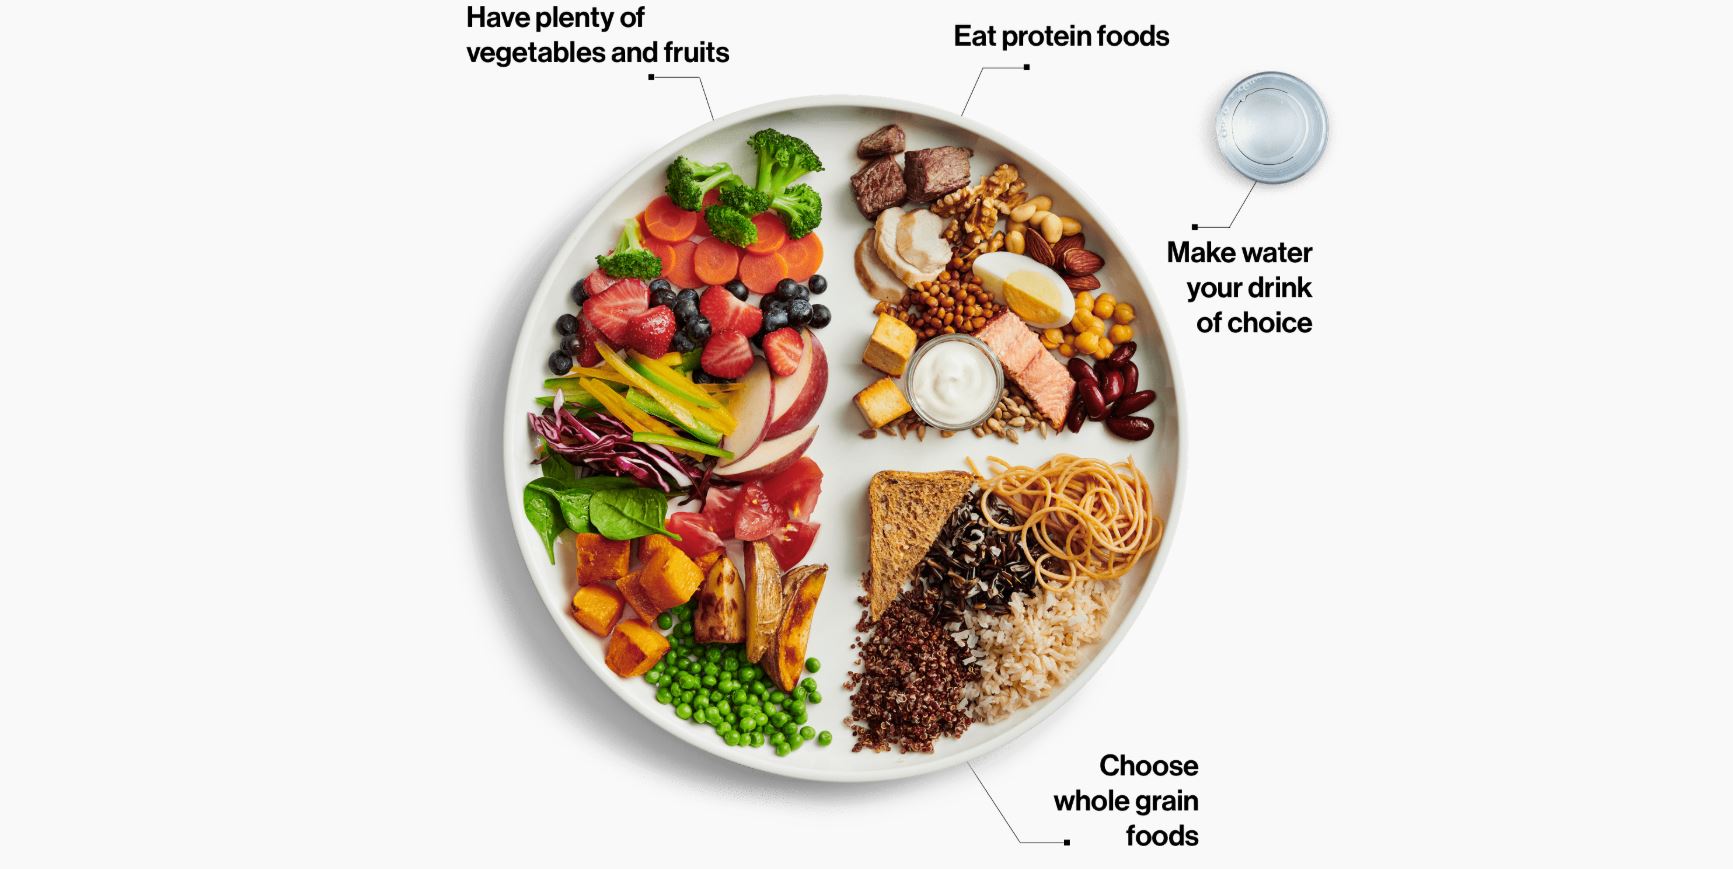 Have plenty of
vegetables and fruits
Eat protein foods
Make water
your drink
of choice
Choose
whole grain
foods